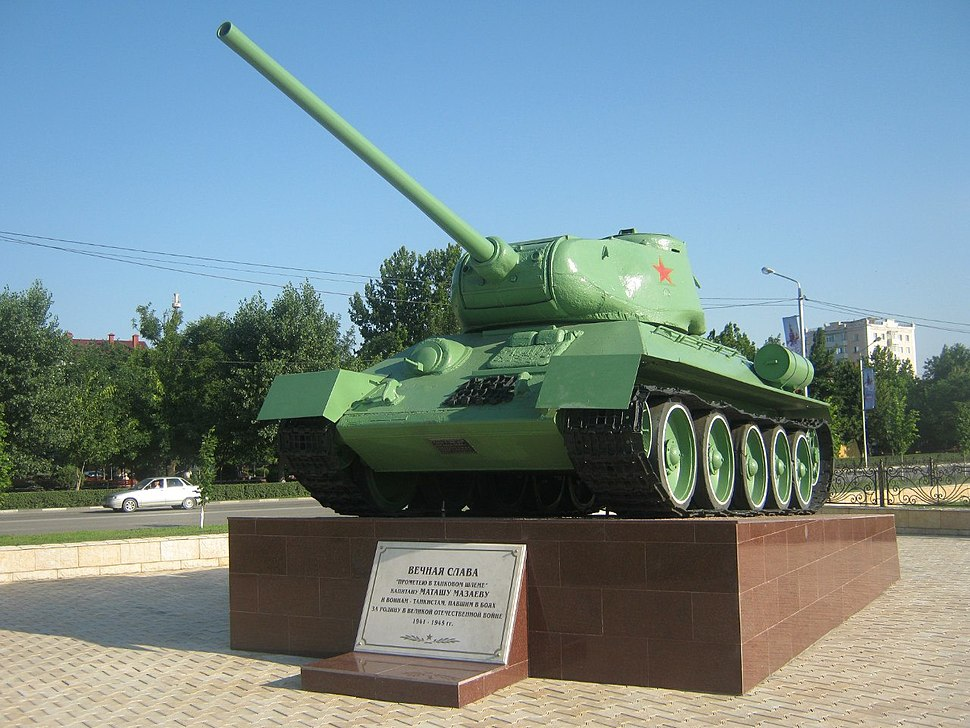 ВЕЧНАЯ СЛАВА
"ПРОМЕТЕЮ В ТАНКОВОМ ШЛЕМЕ"
КАПИТАНУ МАТАШУ МАЗАЕВУ
И ВОИНАМ - ТАНКИСТАМ, ПАВШИМ В БОЯХ
ЗА РОДИНУ В ВЕЛИКОЙ ОТЕЧЕСТВЕННОЙ ВОЙНЕ
1941 - 1945 гг.